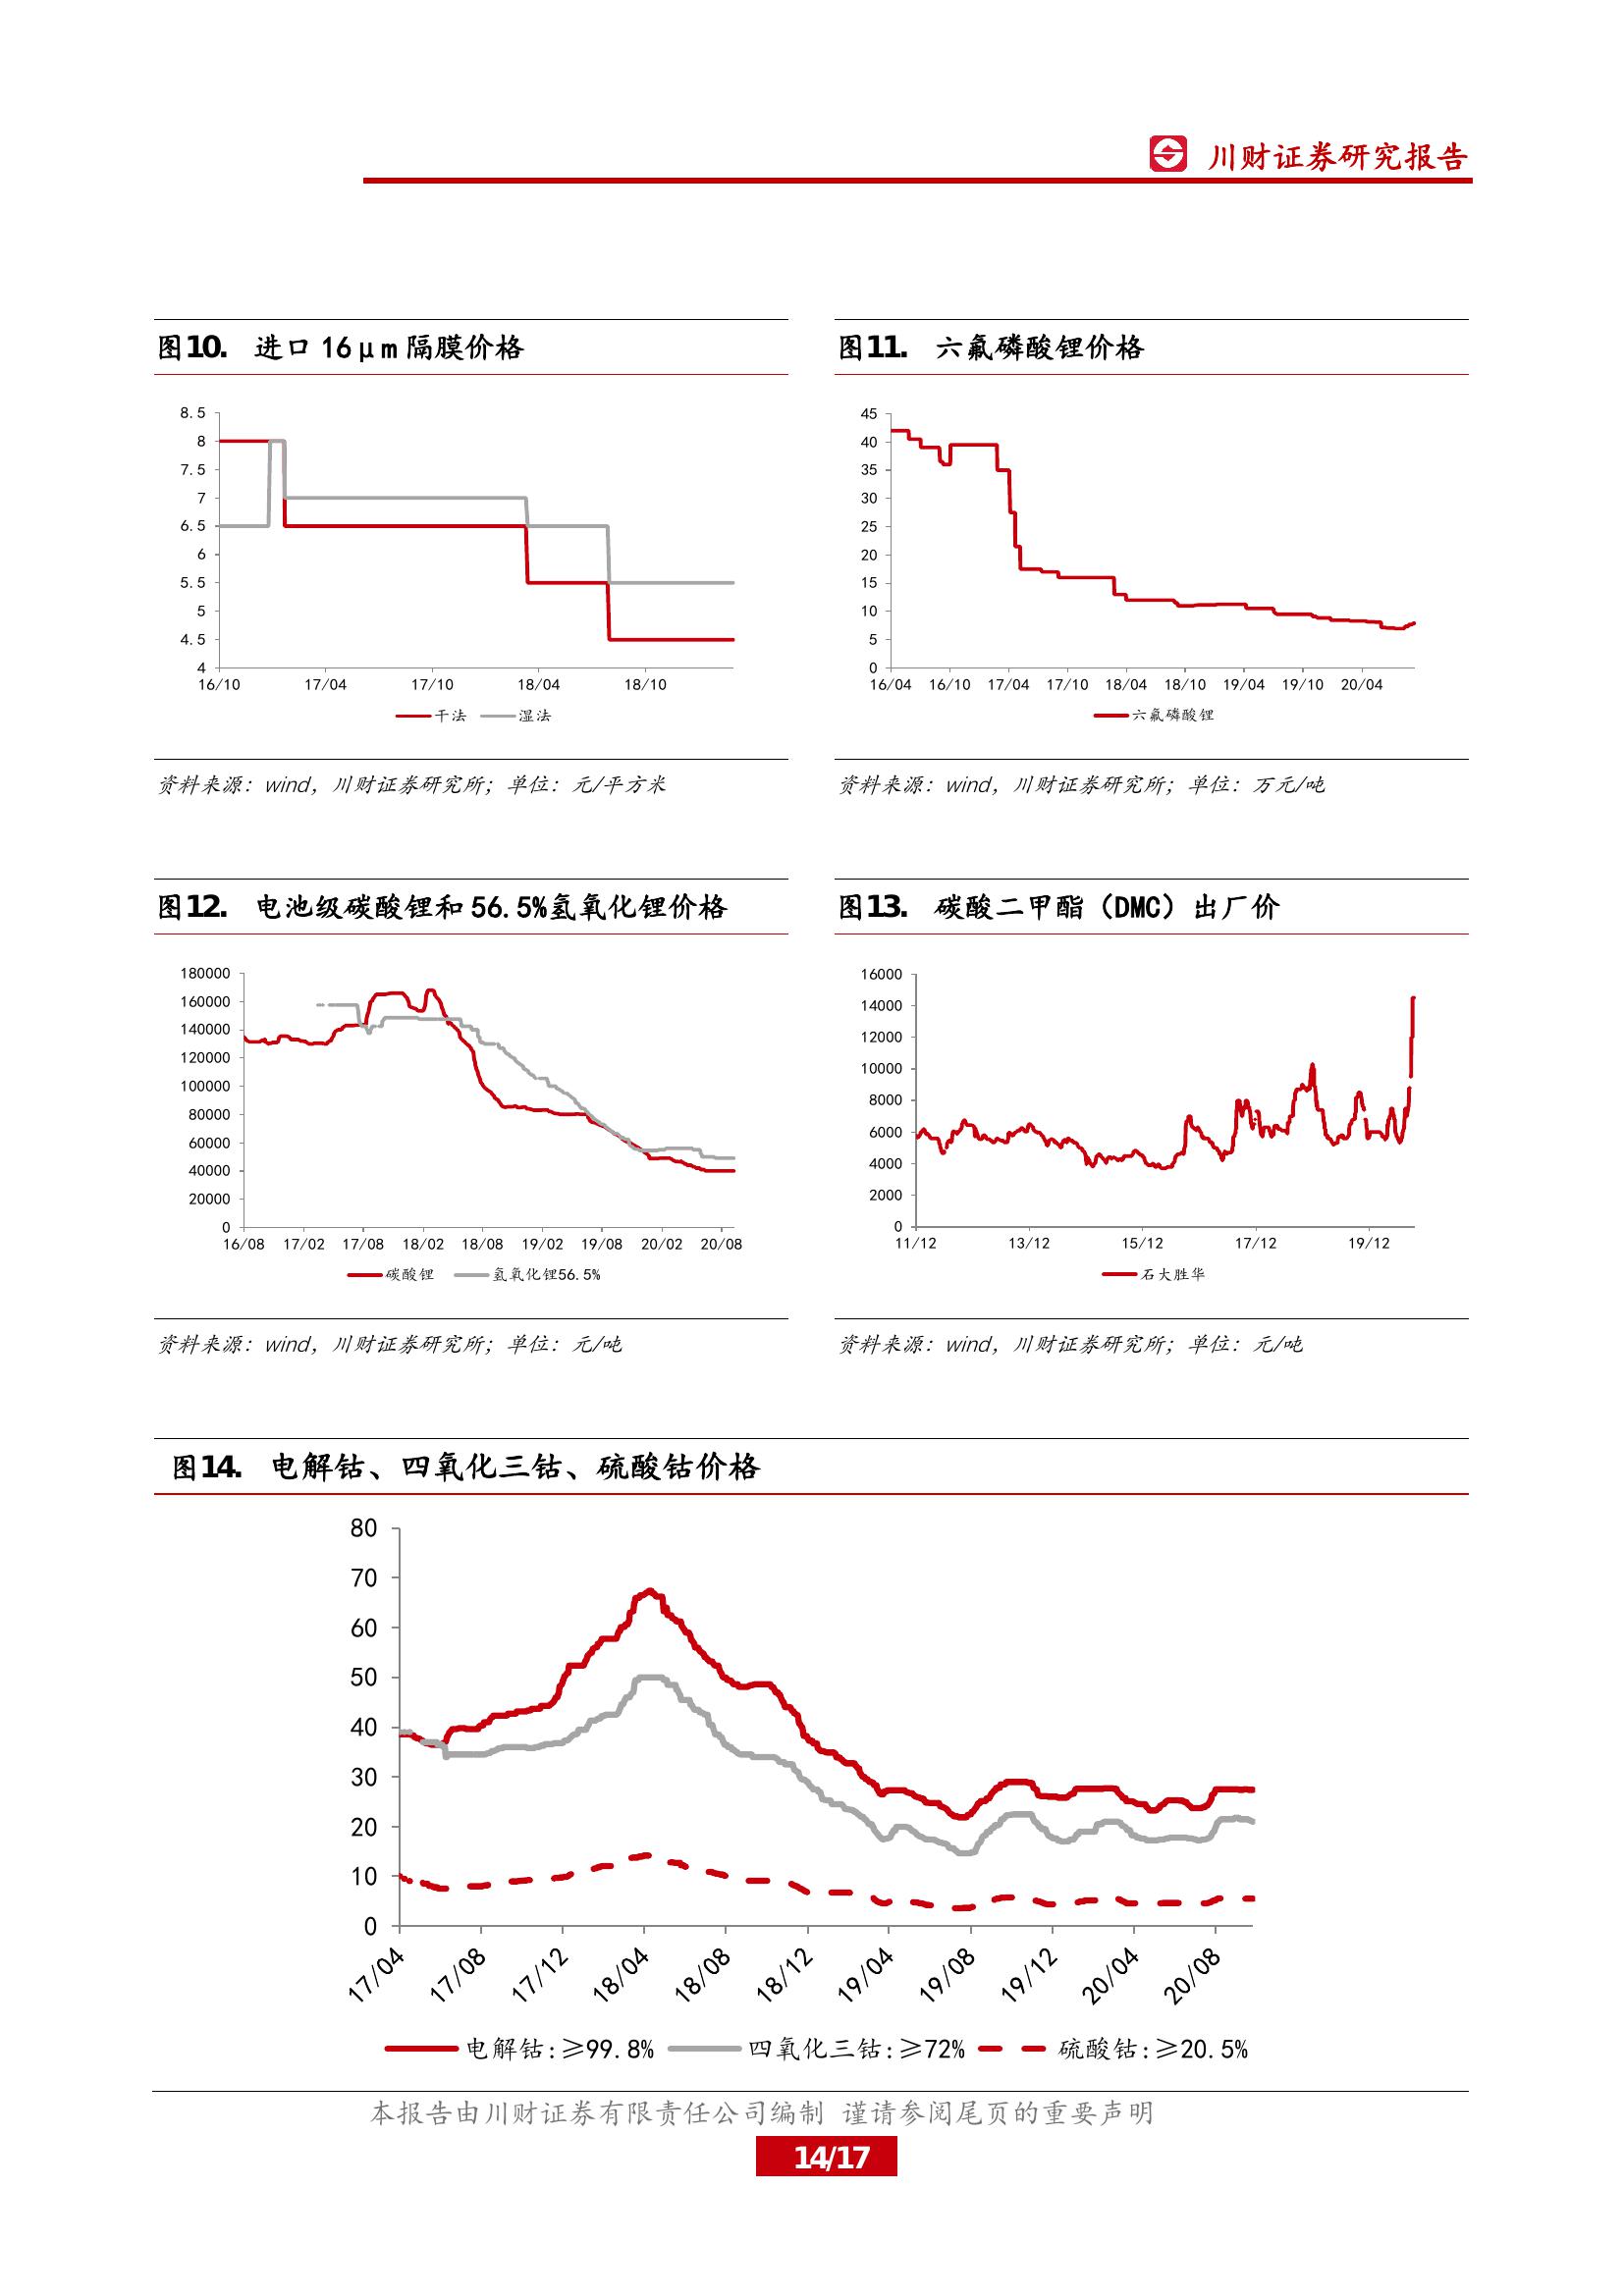 川财证券研究报告
图10. 进口 16μm 隔膜价格
8.5
8
7.5
7
6.5
6
5.5
5
4.5
4
16/10 17/04 17/10 18/04 18/10
干法 湿法
资料来源：wind，川财证券研究所；单位：元/平方米
图11. 六氟磷酸锂价格
45
40
35
30
25
20
15
10
5
0
16/04 16/10 17/04 17/10 18/04 18/10 19/04 19/10 20/04
六氟磷酸锂
资料来源：wind，川财证券研究所；单位：万元/吨
图12. 电池级碳酸锂和 56.5%氢氧化锂价格
180000
160000
140000
120000
100000
80000
60000
40000
20000
0
16/08 17/02 17/08 18/02 18/08 19/02 19/08 20/02 20/08
碳酸锂 氢氧化锂56.5%
资料来源：wind，川财证券研究所；单位：元/吨
图13. 碳酸二甲酯（DMC）出厂价
16000
14000
12000
10000
8000
6000
4000
2000
0
11/12 13/12 15/12 17/12 19/12
石大胜华
资料来源：wind，川财证券研究所；单位：元/吨
图14. 电解钴、四氧化三钴、硫酸钴价格
80
70
60
50
40
30
20
10
0
17/04 17/08 17/12 18/04 18/08 18/12 19/04 19/08 19/12 20/04 20/08
电解钴:≥99.8% 四氧化三钴:≥72% 硫酸钴:≥20.5%
本报告由川财证券有限责任公司编制 谨请参阅尾页的重要声明
14/17